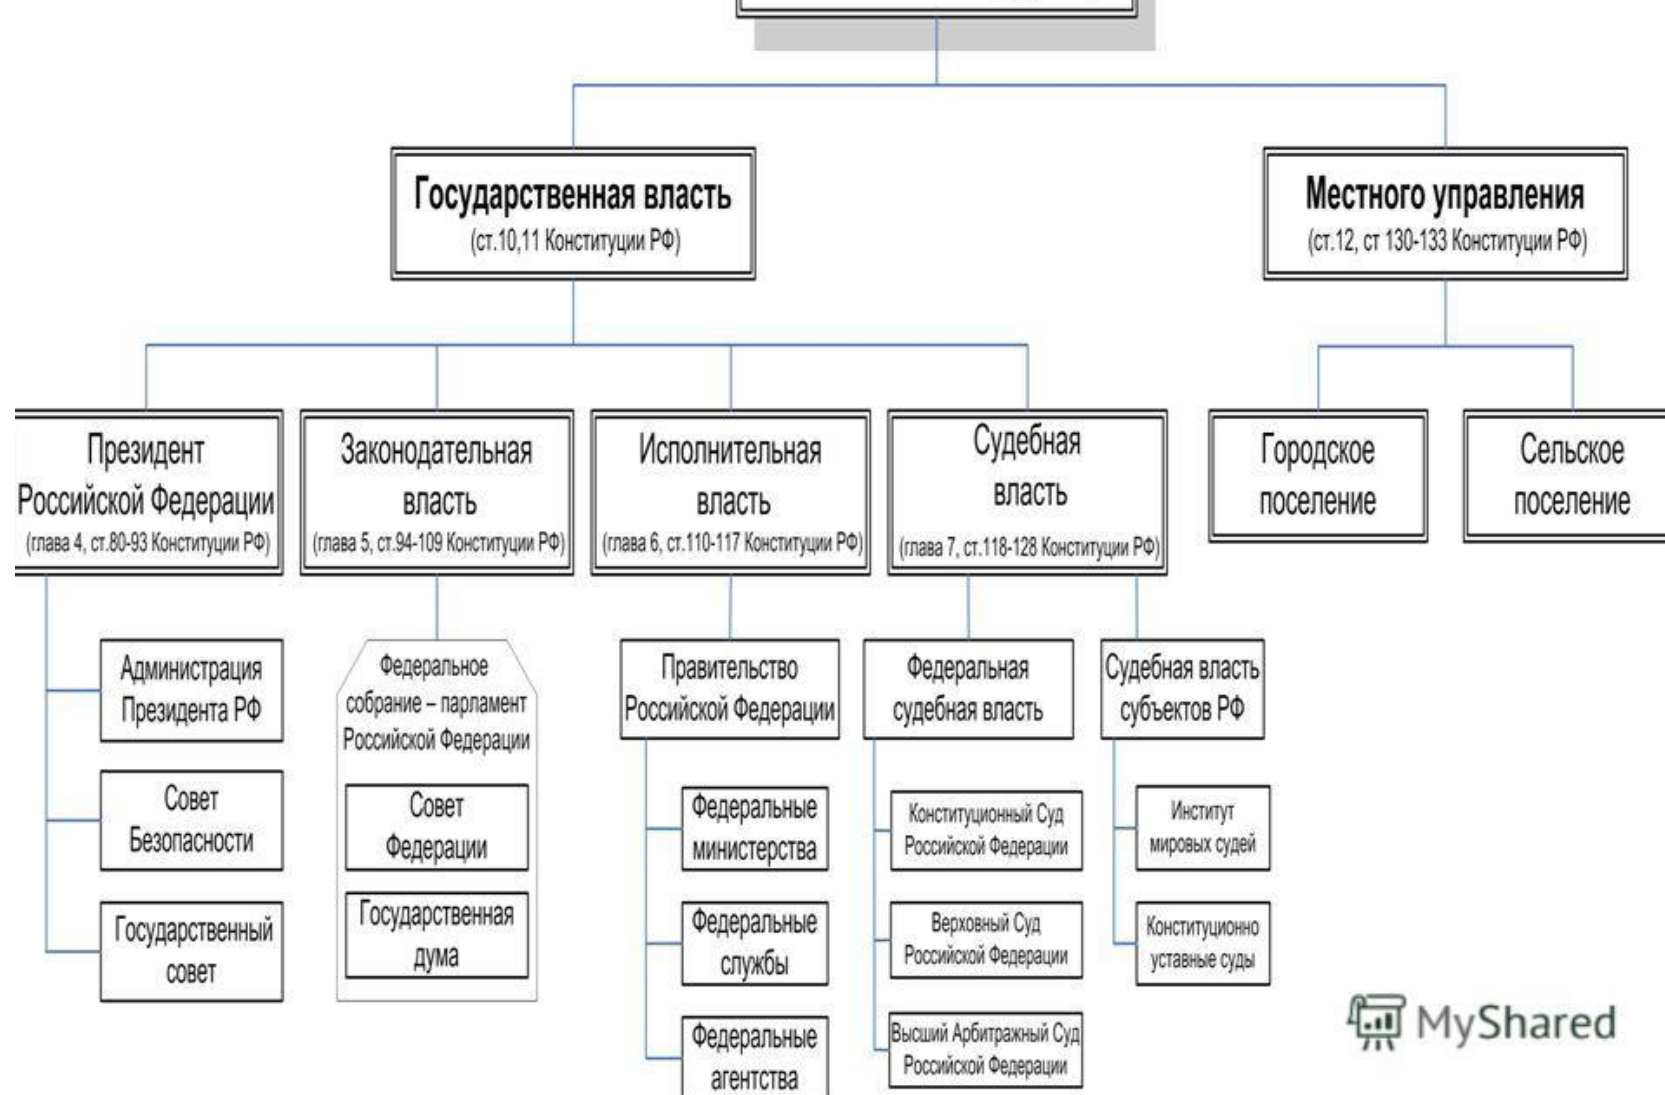 Государственная власть
(ст.10,11 Конституции РФ)
Местного управления
(ст.12, ст 130-133 Конституции РФ)
Президент
Российской Федерации
(глава 4, ст.80-93 Конституции РФ)
Законодательная
власть
(глава 5, ст.94-109 Конституции РФ)
Исполнительная
власть
(глава 6, ст.110-117 Конституции РФ)
Судебная
власть
(глава 7, ст.118-128 Конституции РФ)
Городское
поселение
Сельское
поселение
Администрация
Президента РФ
Совет
Безопасности
Государственный
совет
Федеральное
собрание – парламент
Российской Федерации
Совет
Федерации
Государственная
дума
Правительство
Российской Федерации
Федеральные
министерства
Федеральные
службы
Федеральные
агентства
Федеральная
судебная власть
Конституционный Суд
Российской Федерации
Верховный Суд
Российской Федерации
Высший Арбитражный Суд
Российской Федерации
Судебная власть
субъектов РФ
Институт
мировых судей
Конституционно
уставные суды
MyShared